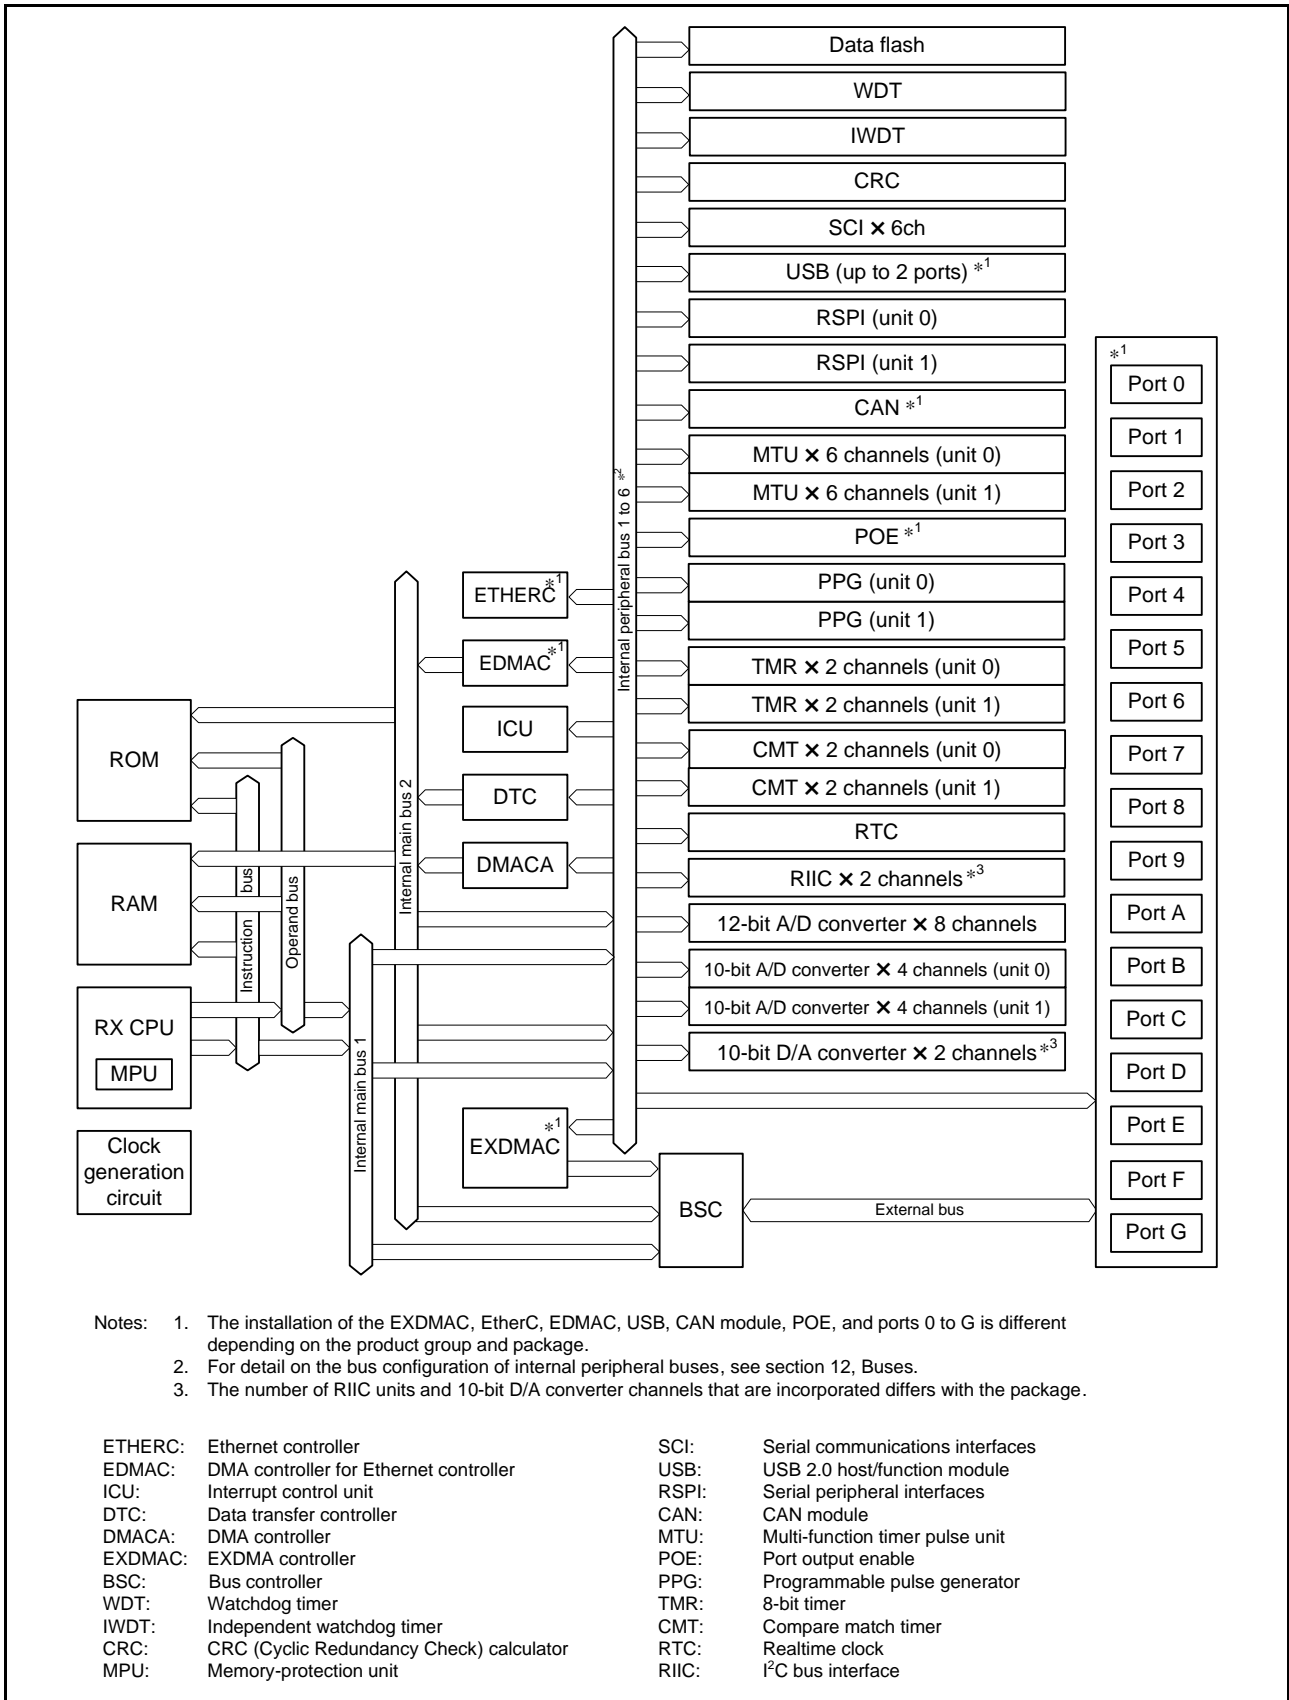 Data flash
WDT
IWDT
CRC
SCI × 6ch
USB (up to 2 ports) *1
RSPI (unit 0)
RSPI (unit 1)
CAN *1
MTU × 6 channels (unit 0)
MTU × 6 channels (unit 1)
POE *1
PPG (unit 0)
PPG (unit 1)
TMR × 2 channels (unit 0)
TMR × 2 channels (unit 1)
CMT × 2 channels (unit 0)
CMT × 2 channels (unit 1)
RTC
RIIC × 2 channels *3
12-bit A/D converter × 8 channels
10-bit A/D converter × 4 channels (unit 0)
10-bit A/D converter × 4 channels (unit 1)
10-bit D/A converter × 2 channels *3
*1
Port 0
Port 1
Port 2
Port 3
Port 4
Port 5
Port 6
Port 7
Port 8
Port 9
Port A
Port B
Port C
Port D
Port E
Port F
Port G
Internal peripheral bus 1 to 6 *2
ETHERC *1
EDMAC *1
ICU
DTC
DMACA
EXDMAC *1
BSC
External bus
Internal main bus 2
Internal main bus 1
Operand bus
Instruction bus
ROM
RAM
RX CPU
MPU
Clock
generation
circuit
Notes: 1. The installation of the EXDMAC, EtherC, EDMAC, USB, CAN module, POE, and ports 0 to G is different
depending on the product group and package.
2. For detail on the bus configuration of internal peripheral buses, see section 12, Buses.
3. The number of RIIC units and 10-bit D/A converter channels that are incorporated differs with the package.
ETHERC: Ethernet controller
EDMAC: DMA controller for Ethernet controller
ICU: Interrupt control unit
DTC: Data transfer controller
DMACA: DMA controller
EXDMAC: EXDMA controller
BSC: Bus controller
WDT: Watchdog timer
IWDT: Independent watchdog timer
CRC: CRC (Cyclic Redundancy Check) calculator
MPU: Memory-protection unit
SCI: Serial communications interfaces
USB: USB 2.0 host/function module
RSPI: Serial peripheral interfaces
CAN: CAN module
MTU: Multi-function timer pulse unit
POE: Port output enable
PPG: Programmable pulse generator
TMR: 8-bit timer
CMT: Compare match timer
RTC: Realtime clock
RIIC: I2C bus interface